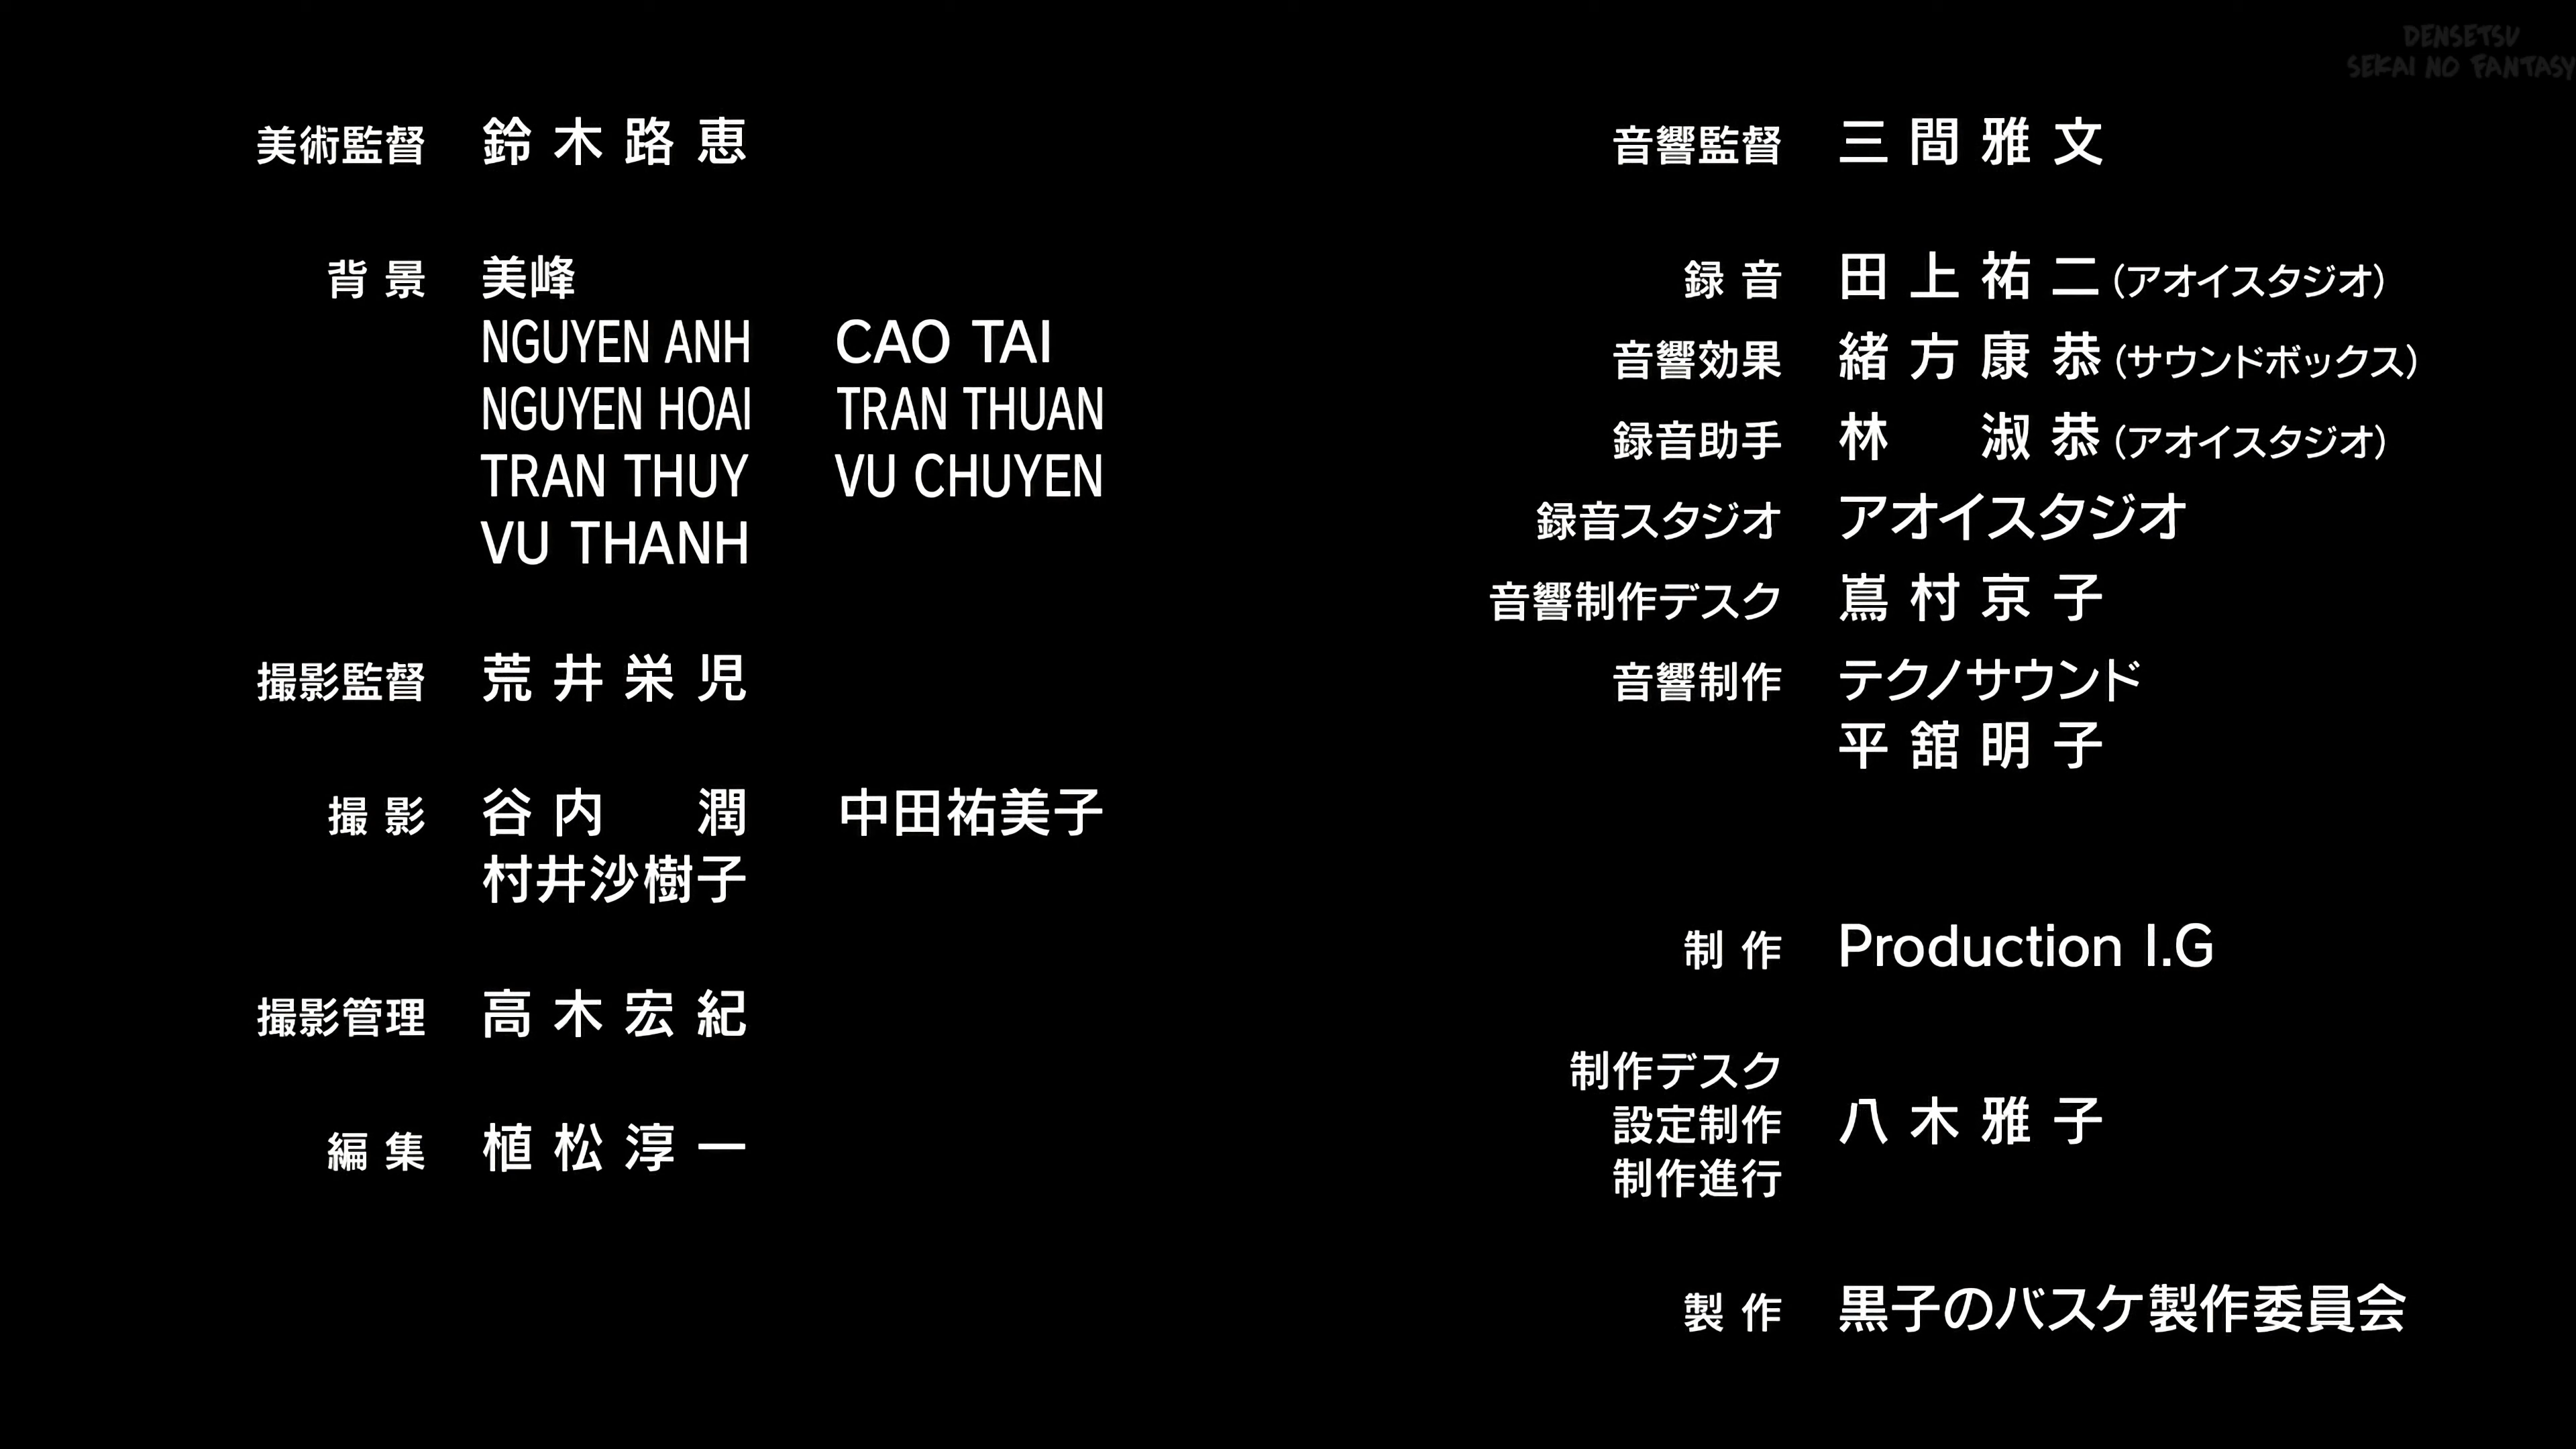 DENSETSU
SEKAI NO FANTASY
美術監督 鈴木路恵
背景 美峰
NGUYEN ANH CAO TAI
NGUYEN HOAI TRAN THUAN
TRAN THUY VU CHUYEN
VU THANH
撮影監督 荒井栄児
撮影 谷内 潤 中田祐美子
村井沙樹子
撮影管理 高木宏紀
編集 植松淳一
音響監督 三間雅文
録音 田上祐二(アオイスタジオ)
音響効果 緒方康恭(サウンドボックス)
録音助手 林 淑恭(アオイスタジオ)
録音スタジオ アオイスタジオ
音響制作デスク 嶌村京子
音響制作 テクノサウンド
平舘明子
制作 Production I.G
制作デスク
設定制作 八木雅子
制作進行
製作 黒子のバスケ製作委員会